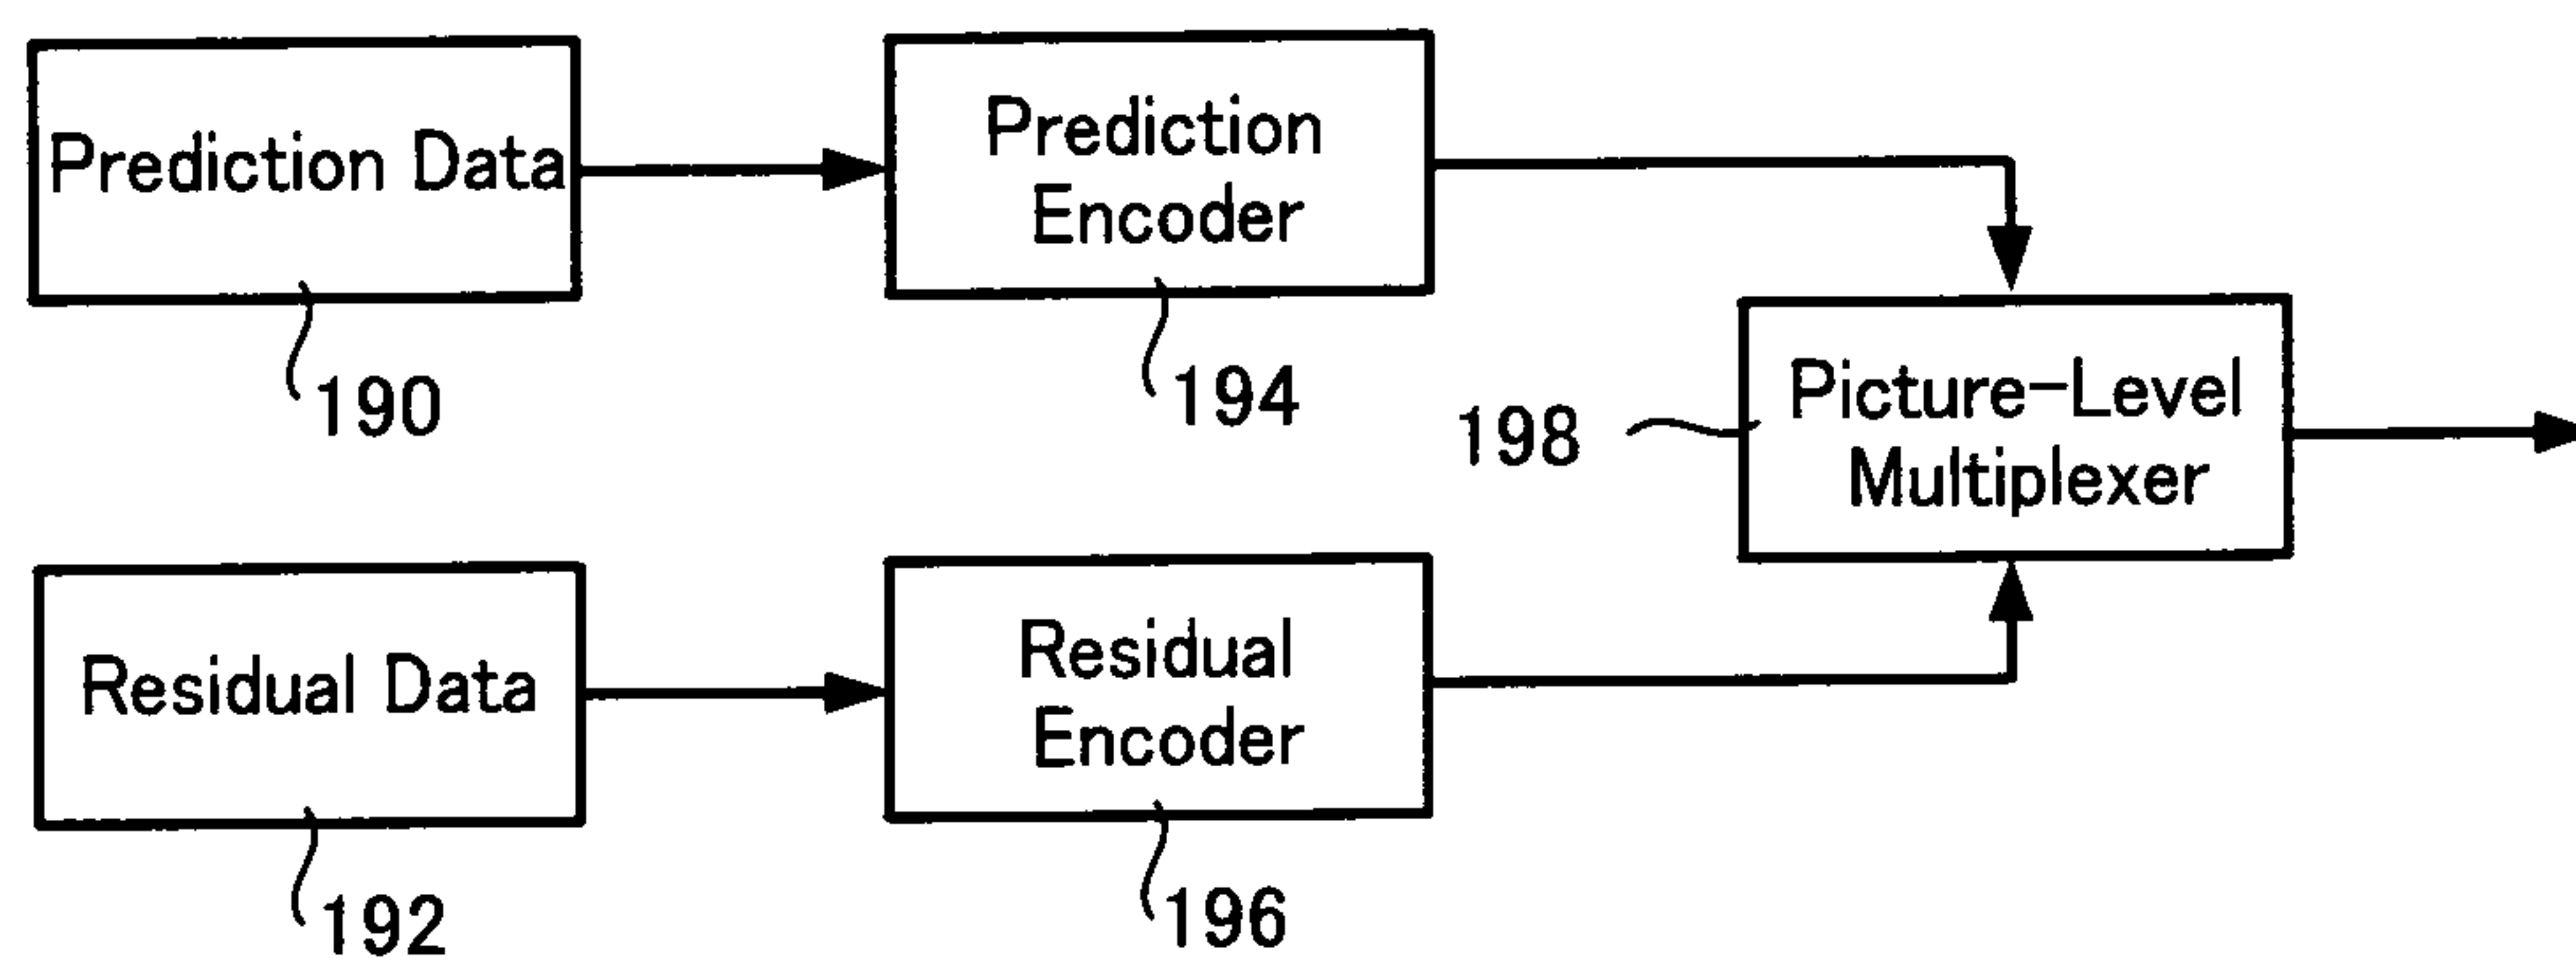 Prediction Data
190
Prediction
Encoder
194
Picture-Level
Multiplexer
198
Residual Data
192
Residual
Encoder
196